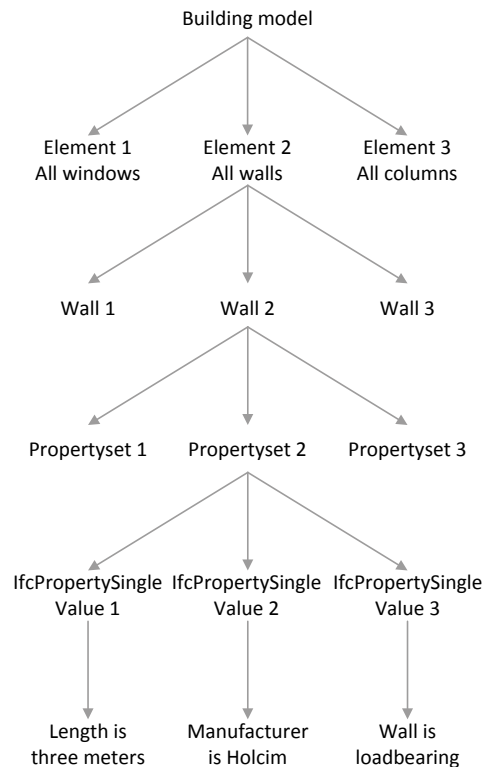 Building model
Element 1
All windows
Element 2
All walls
Element 3
All columns
Wall 1
Wall 2
Wall 3
Propertyset 1
Propertyset 2
Propertyset 3
IfcPropertySingle
Value 1
IfcPropertySingle
Value 2
IfcPropertySingle
Value 3
Length is
three meters
Manufacturer
is Holcim
Wall is
loadbearing